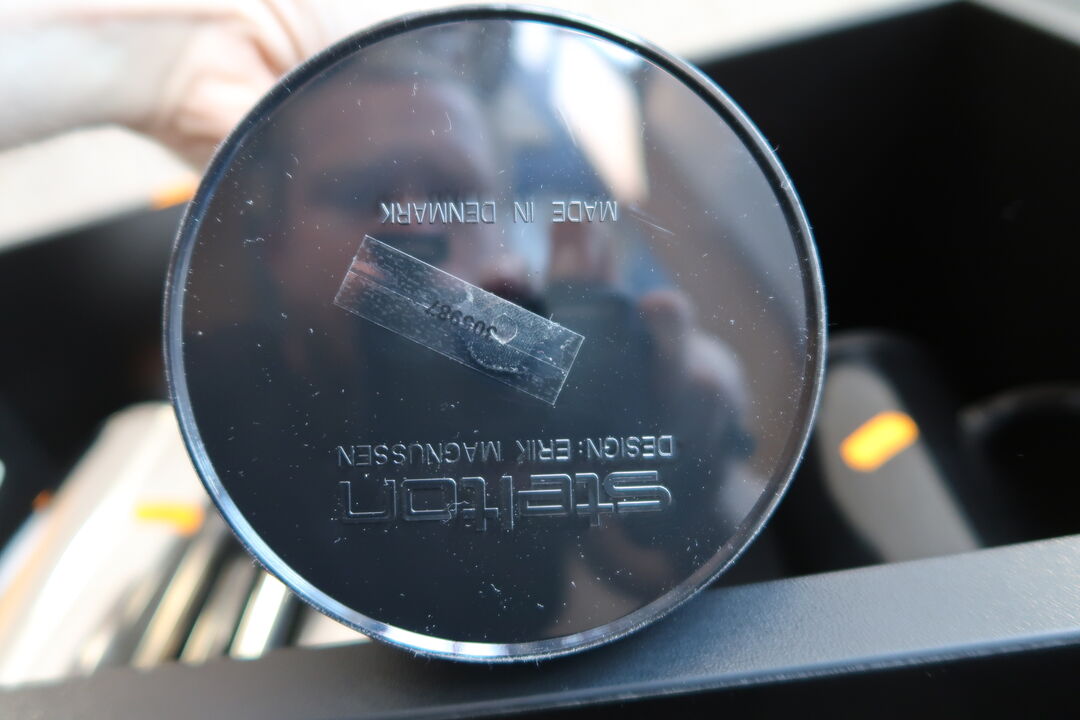 stelton
DESIGN: ERIK MAGNUSSEN
MADE IN DENMARK